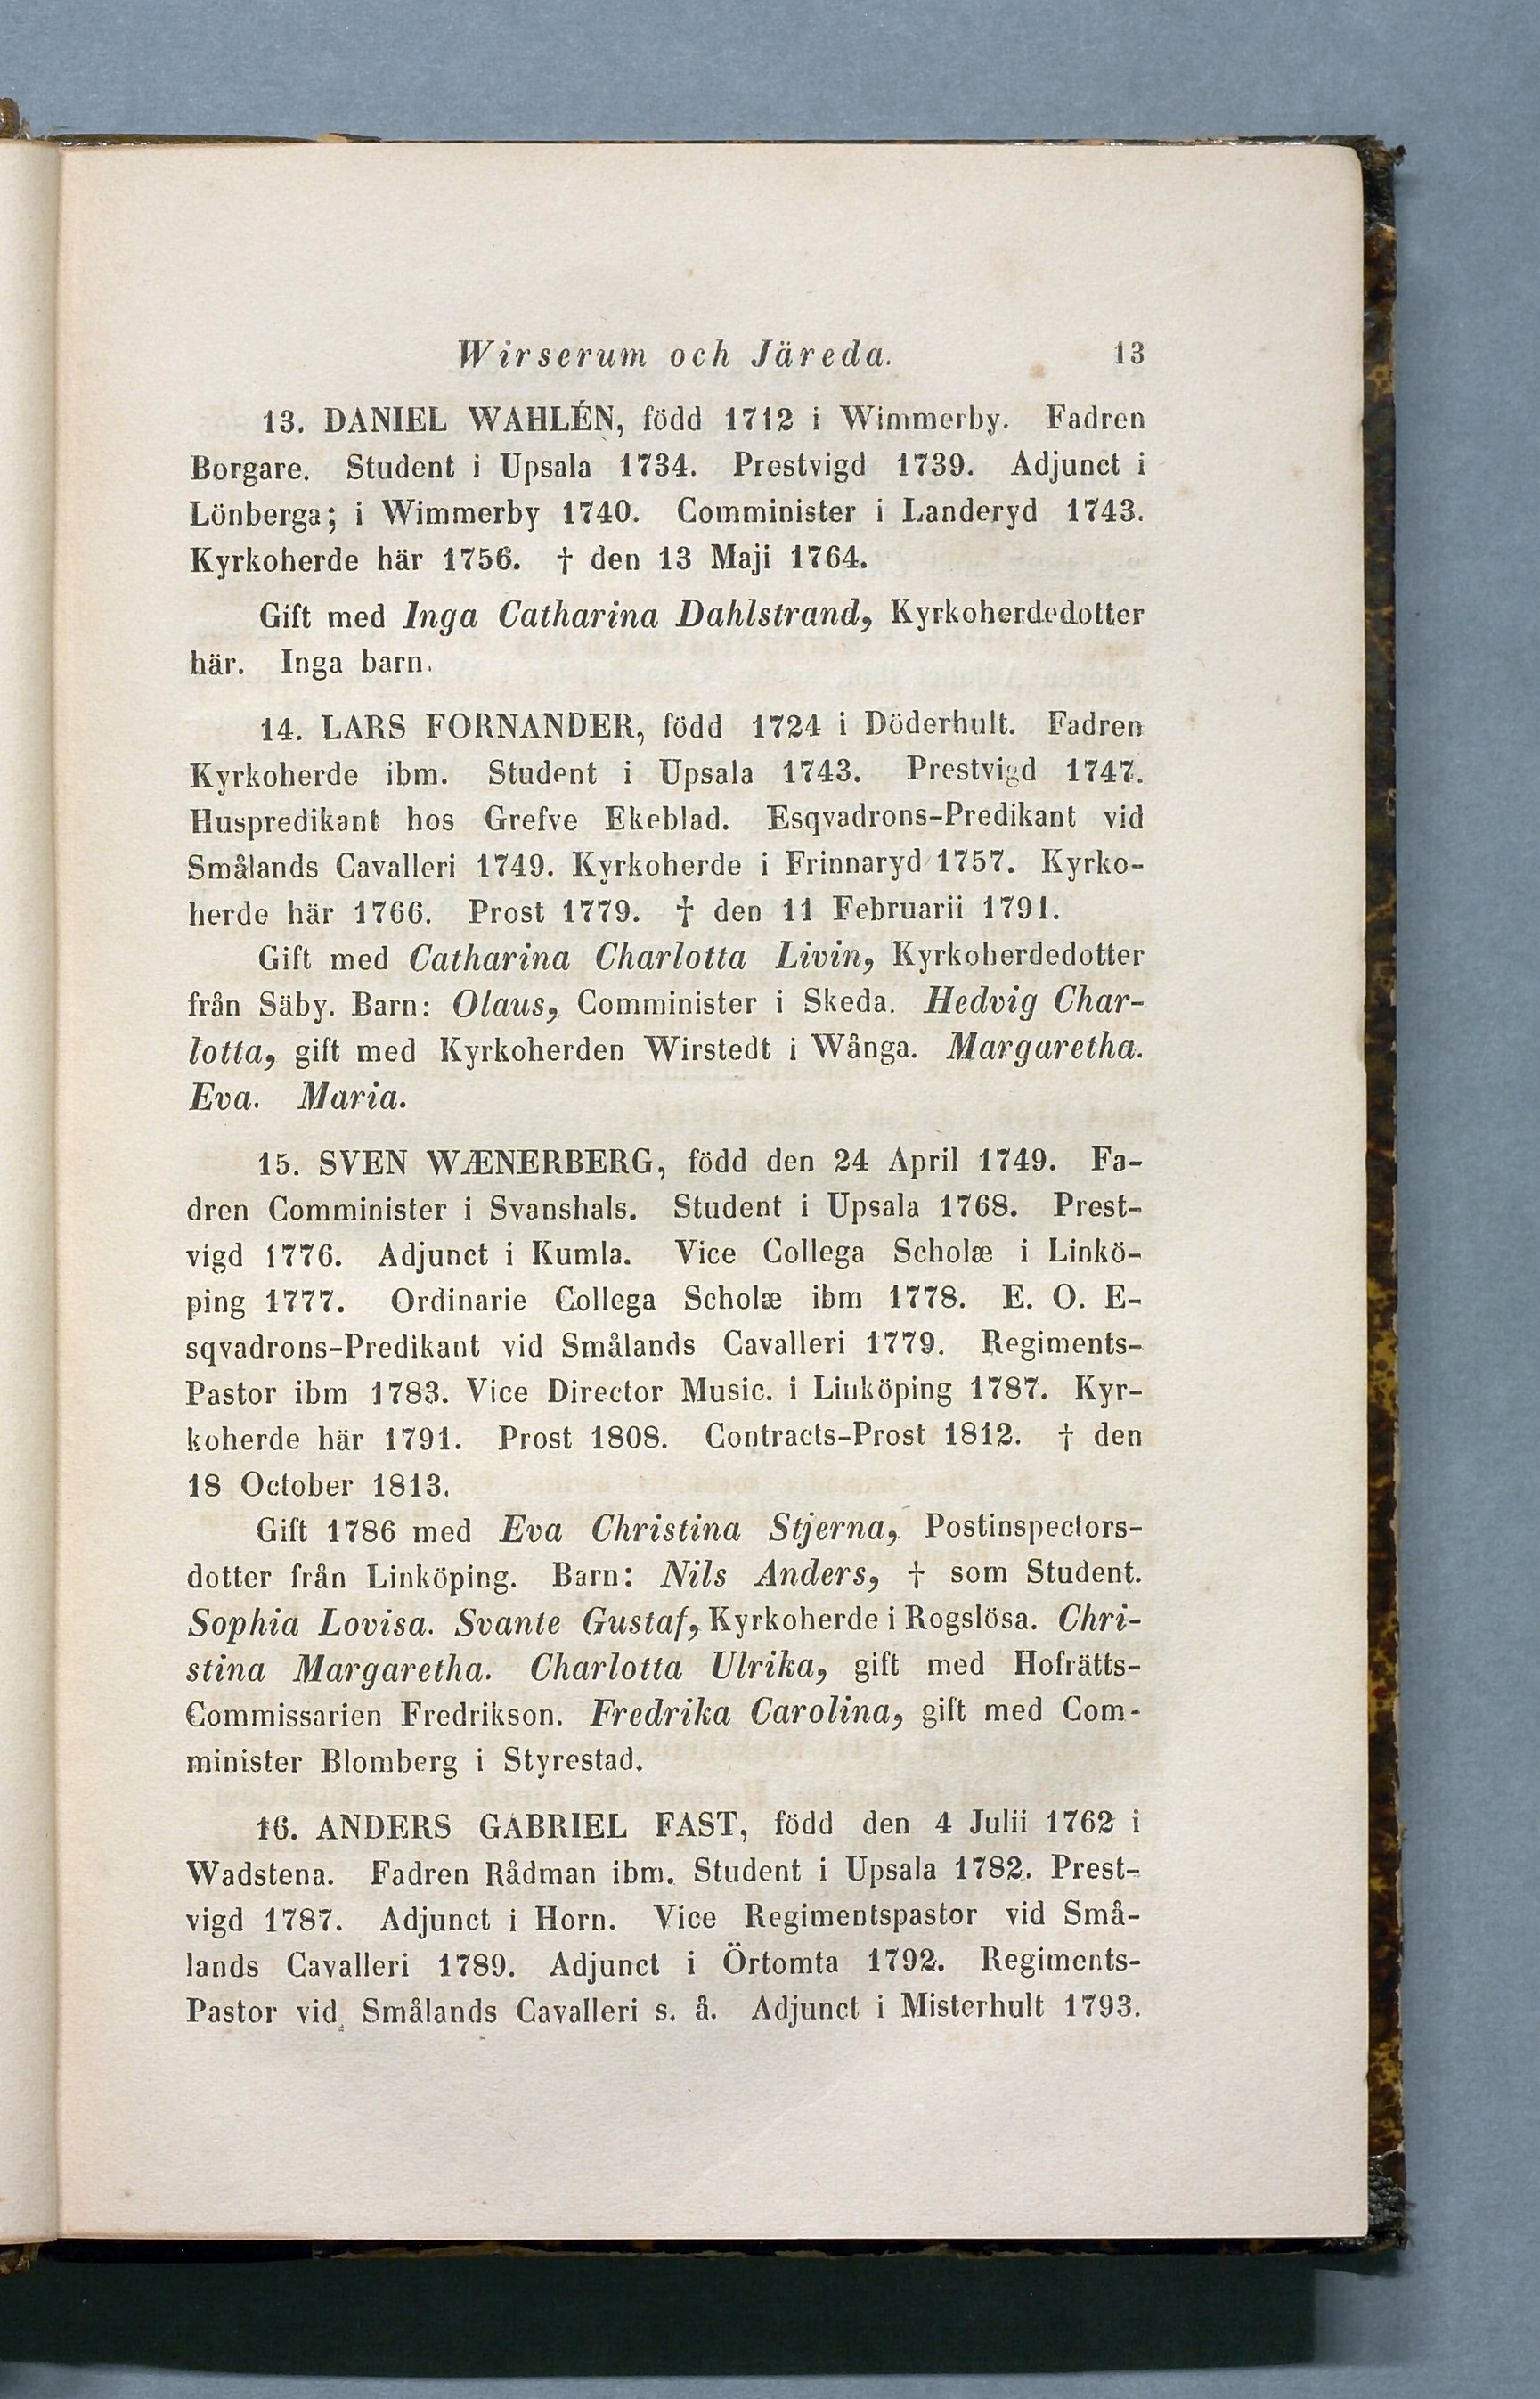 Wirserum och Järeda. 13
13. DANIEL WAHLÉN, född 1712 i Wimmerby. Fadren
Borgare. Student i Upsala 1734. Prestvigd 1739. Adjunct i
Lönberga; i Wimmerby 1740. Comminister i Landeryd 1743.
Kyrkoherde här 1756. † den 13 Maji 1764.
Gift med Inga Catharina Dahlstrand, Kyrkoherdedotter
här. Inga barn.
14. LARS FORNANDER, född 1724 i Döderhult. Fadren
Kyrkoherde ibm. Student i Upsala 1743. Prestvigd 1747.
Huspredikant hos Grefve Ekeblad. Esqvadrons-Predikant vid
Smålands Cavalleri 1749. Kyrkoherde i Frinnaryd 1757. Kyrko-
herde här 1766. Prost 1779. † den 11 Februarii 1791.
Gift med Catharina Charlotta Livin, Kyrkoherdedotter
från Säby. Barn: Olaus, Comminister i Skeda. Hedvig Char-
lotta, gift med Kyrkoherden Wirstedt i Wånga. Margaretha.
Eva. Maria.
15. SVEN WÆNERBERG, född den 24 April 1749. Fa-
dren Comminister i Svanshals. Student i Upsala 1768. Prest-
vigd 1776. Adjunct i Kumla. Vice Collega Scholæ i Linkö-
ping 1777. Ordinarie Collega Scholæ ibm 1778. E. O. E-
sqvadrons-Predikant vid Smålands Cavalleri 1779. Regiments-
Pastor ibm 1783. Vice Director Music. i Linköping 1787. Kyr-
koherde här 1791. Prost 1808. Contracts-Prost 1812. † den
18 October 1813.
Gift 1786 med Eva Christina Stjerna, Postinspectors-
dotter från Linköping. Barn: Nils Anders, † som Student.
Sophia Lovisa. Svante Gustaf, Kyrkoherde i Rogslösa. Chri-
stina Margaretha. Charlotta Ulrika, gift med Hofrätts-
Commissarien Fredrikson. Fredrika Carolina, gift med Com-
minister Blomberg i Styrestad.
16. ANDERS GABRIEL FAST, född den 4 Julii 1762 i
Wadstena. Fadren Rådman ibm. Student i Upsala 1782. Prest-
vigd 1787. Adjunct i Horn. Vice Regimentspastor vid Små-
lands Cavalleri 1789. Adjunct i Örtomta 1792. Regiments-
Pastor vid Smålands Cavalleri s. å. Adjunct i Misterhult 1793.